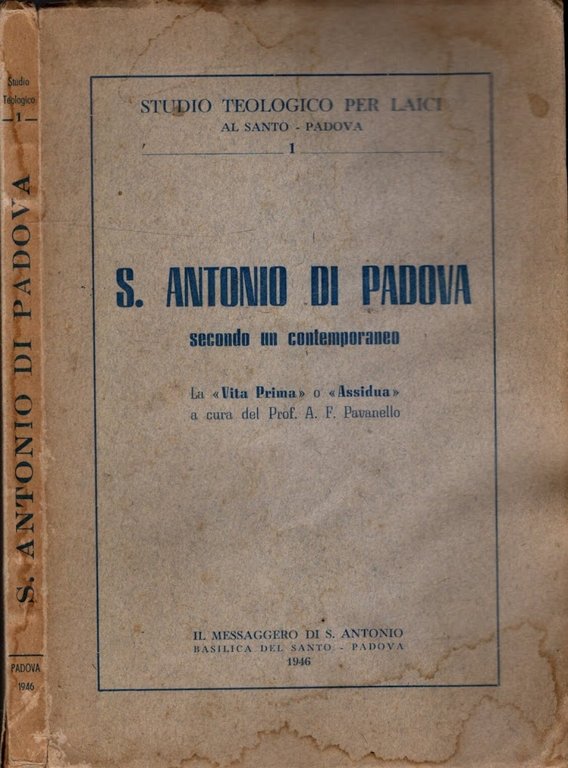 Studio
Teologico
1
S. ANTONIO DI PADOVA
PADOVA
1946
STUDIO TEOLOGICO PER LAICI
AL SANTO - PADOVA
1
S. ANTONIO DI PADOVA
secondo un contemporaneo
La «Vita Prima» o «Assidua»
a cura del Prof. A. F. Pavanello
IL MESSAGGERO DI S. ANTONIO
BASILICA DEL SANTO - PADOVA
1946